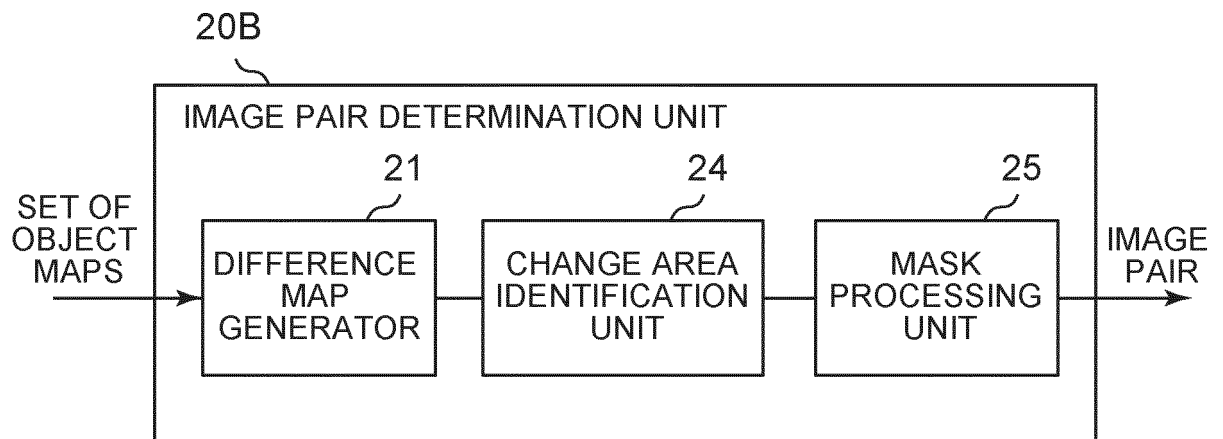 20B
IMAGE PAIR DETERMINATION UNIT
21
24
25
SET OF
OBJECT
MAPS
DIFFERENCE
MAP
GENERATOR
CHANGE AREA
IDENTIFICATION
UNIT
MASK
PROCESSING
UNIT
IMAGE
PAIR